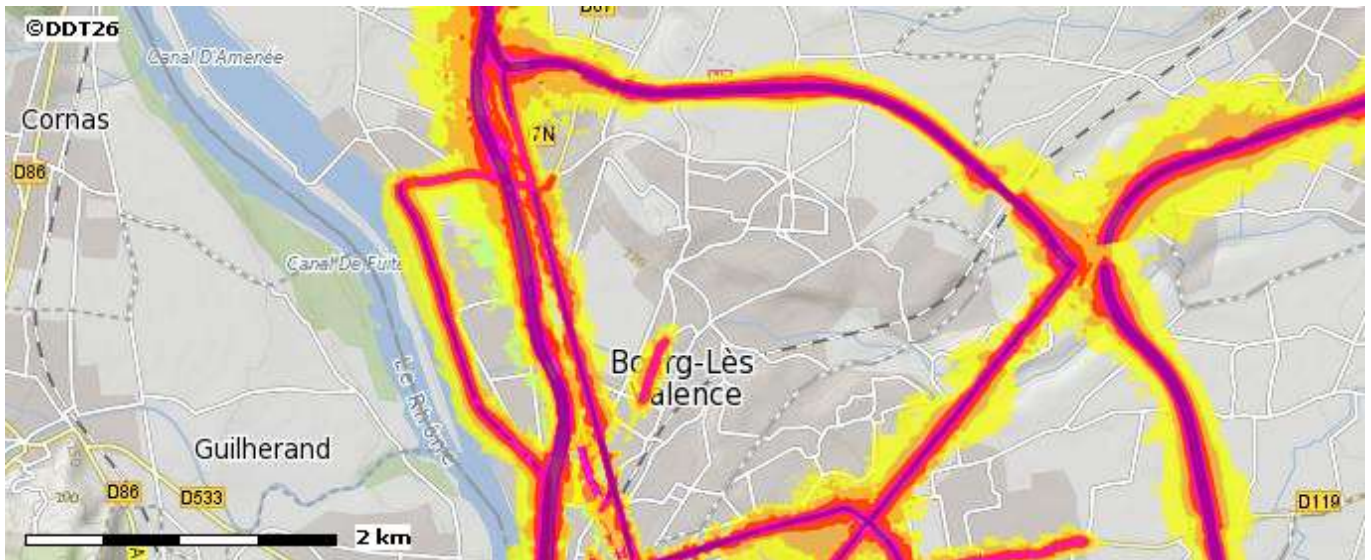 ©DDT26
D67
Canal D'Amenée
Cornas
7N
D86
Canal De Fuite
Le Rhône
Bourg-Lès
Valence
Guilherand
D86
D533
D119
2 km